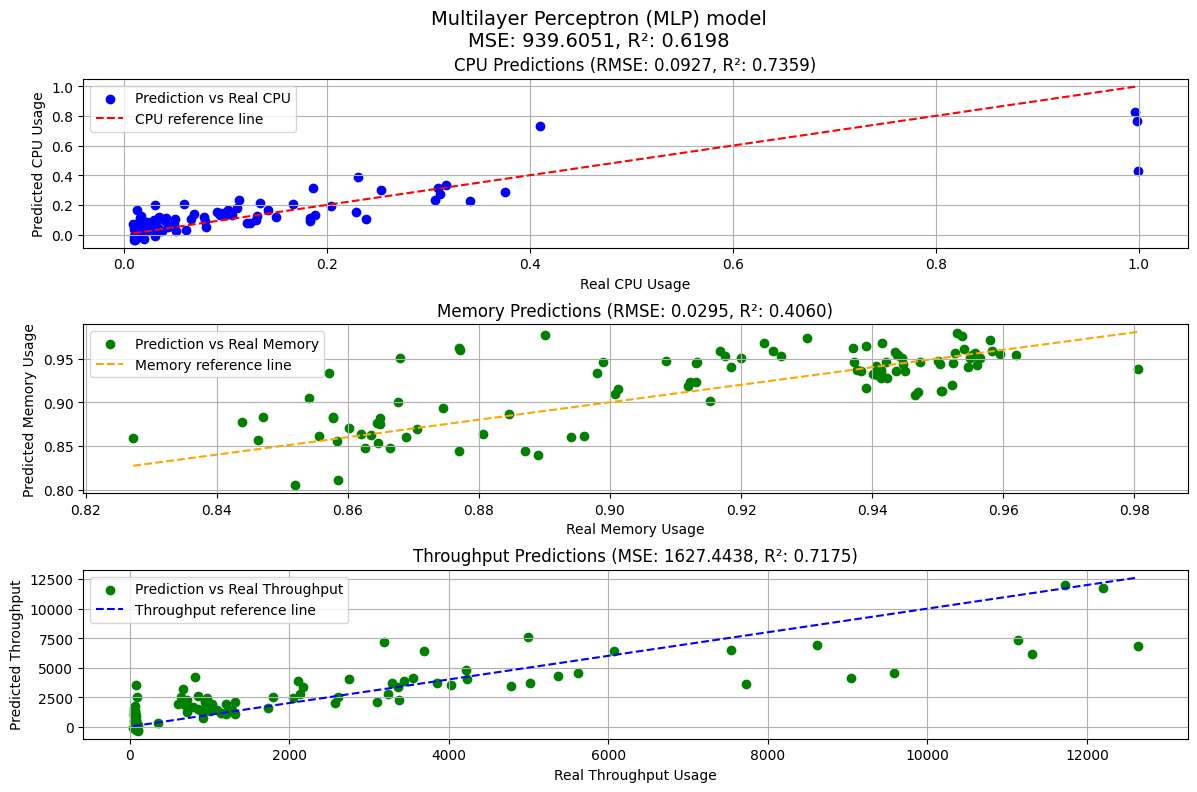 Multilayer Perceptron (MLP) model
MSE: 939.6051, R²: 0.6198
CPU Predictions (RMSE: 0.0927, R²: 0.7359)
Predicted CPU Usage
1.0
0.8
0.6
0.4
0.2
0.0
Prediction vs Real CPU
CPU reference line
0.0 0.2 0.4 0.6 0.8 1.0
Real CPU Usage
Memory Predictions (RMSE: 0.0295, R²: 0.4060)
Predicted Memory Usage
0.95
0.90
0.85
0.80
Prediction vs Real Memory
Memory reference line
0.82 0.84 0.86 0.88 0.90 0.92 0.94 0.96 0.98
Real Memory Usage
Throughput Predictions (MSE: 1627.4438, R²: 0.7175)
Predicted Throughput
12500
10000
7500
5000
2500
0
Prediction vs Real Throughput
Throughput reference line
0 2000 4000 6000 8000 10000 12000
Real Throughput Usage